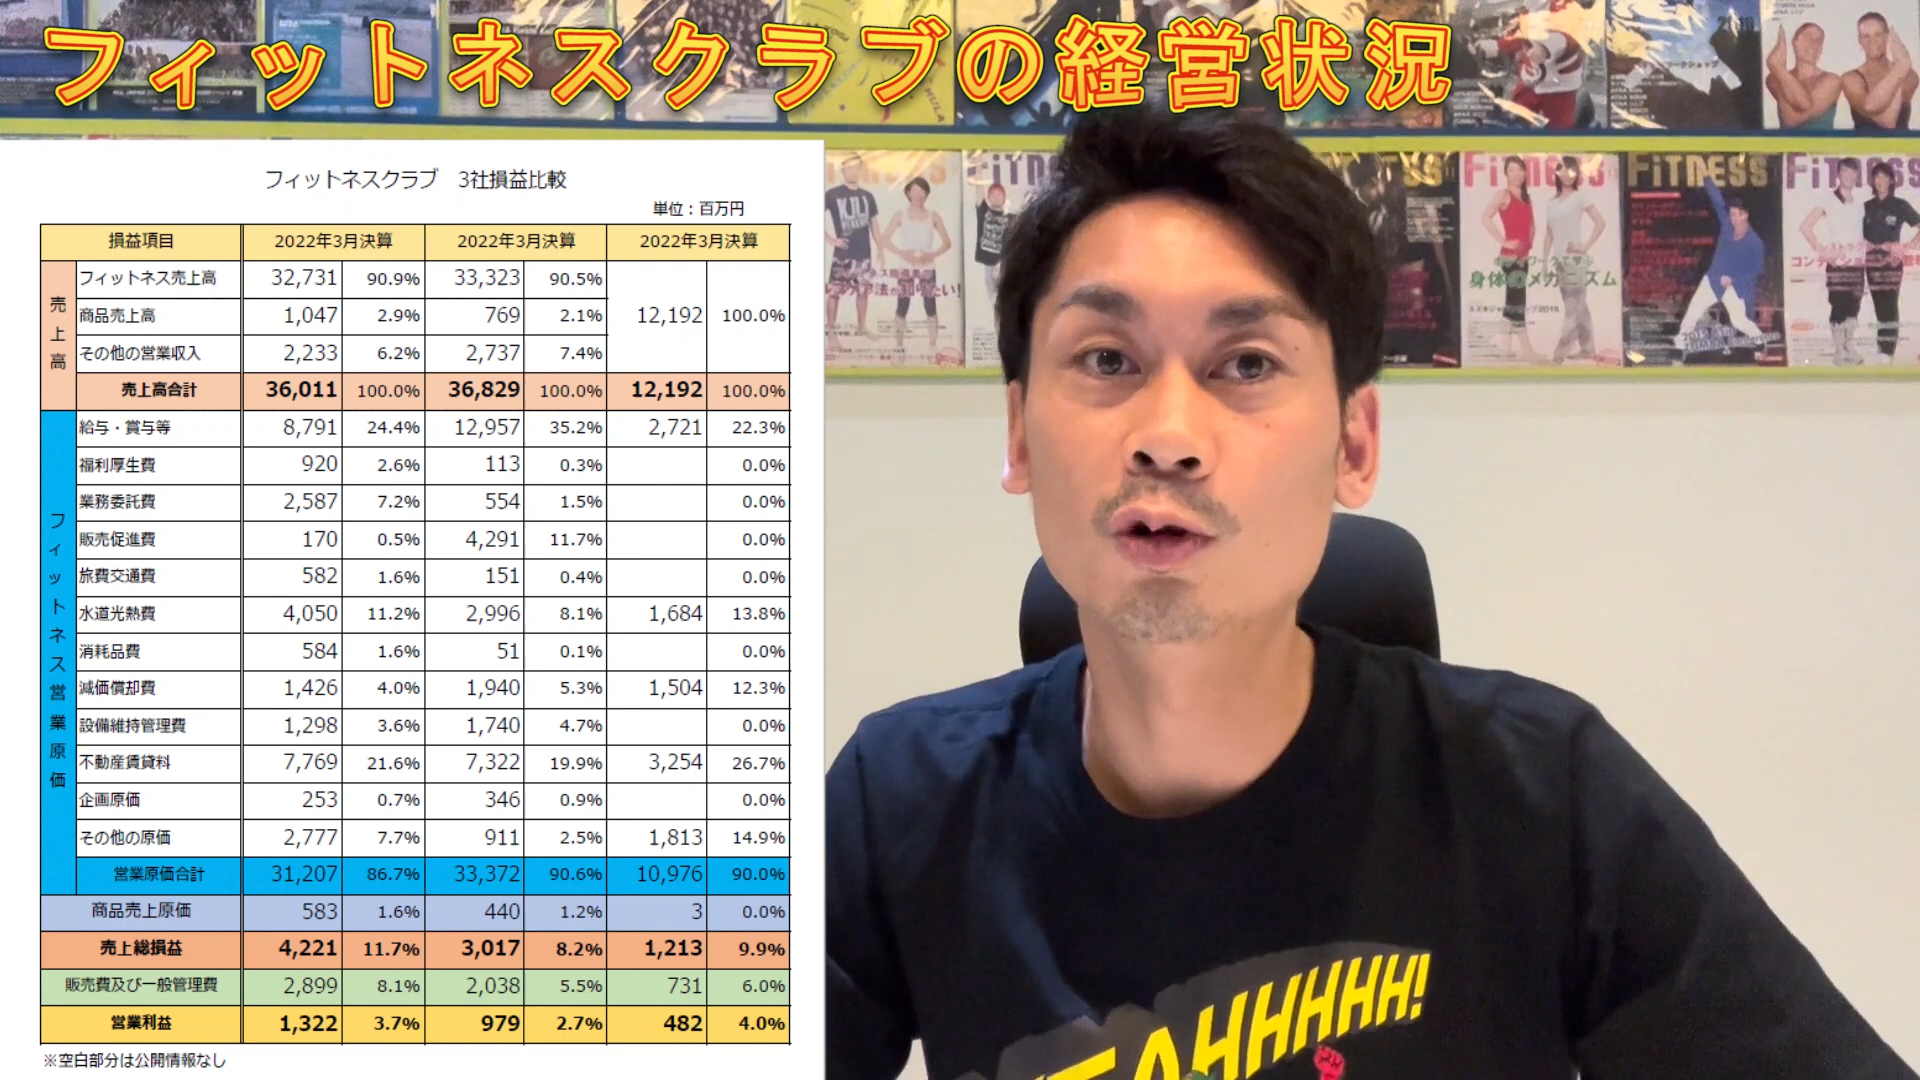 フィットネスクラブの経営状況
フィットネスクラブ　3社損益比較
単位：百万円
損益項目 2022年3月決算 2022年3月決算 2022年3月決算
売上高
フィットネス売上高 32,731 90.9% 33,323 90.5%
商品売上高 1,047 2.9% 769 2.1% 12,192 100.0%
その他の営業収入 2,233 6.2% 2,737 7.4%
売上高合計 36,011 100.0% 36,829 100.0% 12,192 100.0%
フィットネス営業原価
給与・賞与等 8,791 24.4% 12,957 35.2% 2,721 22.3%
福利厚生費 920 2.6% 113 0.3% 0.0%
業務委託費 2,587 7.2% 554 1.5% 0.0%
販売促進費 170 0.5% 4,291 11.7% 0.0%
旅費交通費 582 1.6% 151 0.4% 0.0%
水道光熱費 4,050 11.2% 2,996 8.1% 1,684 13.8%
消耗品費 584 1.6% 51 0.1% 0.0%
減価償却費 1,426 4.0% 1,940 5.3% 1,504 12.3%
設備維持管理費 1,298 3.6% 1,740 4.7% 0.0%
不動産賃貸料 7,769 21.6% 7,322 19.9% 3,254 26.7%
企画原価 253 0.7% 346 0.9% 0.0%
その他の原価 2,777 7.7% 911 2.5% 1,813 14.9%
営業原価合計 31,207 86.7% 33,372 90.6% 10,976 90.0%
商品売上原価 583 1.6% 440 1.2% 3 0.0%
売上総損益 4,221 11.7% 3,017 8.2% 1,213 9.9%
販売費及び一般管理費 2,899 8.1% 2,038 5.5% 731 6.0%
営業利益 1,322 3.7% 979 2.7% 482 4.0%
※空白部分は公開情報なし
FiTNESS
FiTNESS
身体のメカニズム